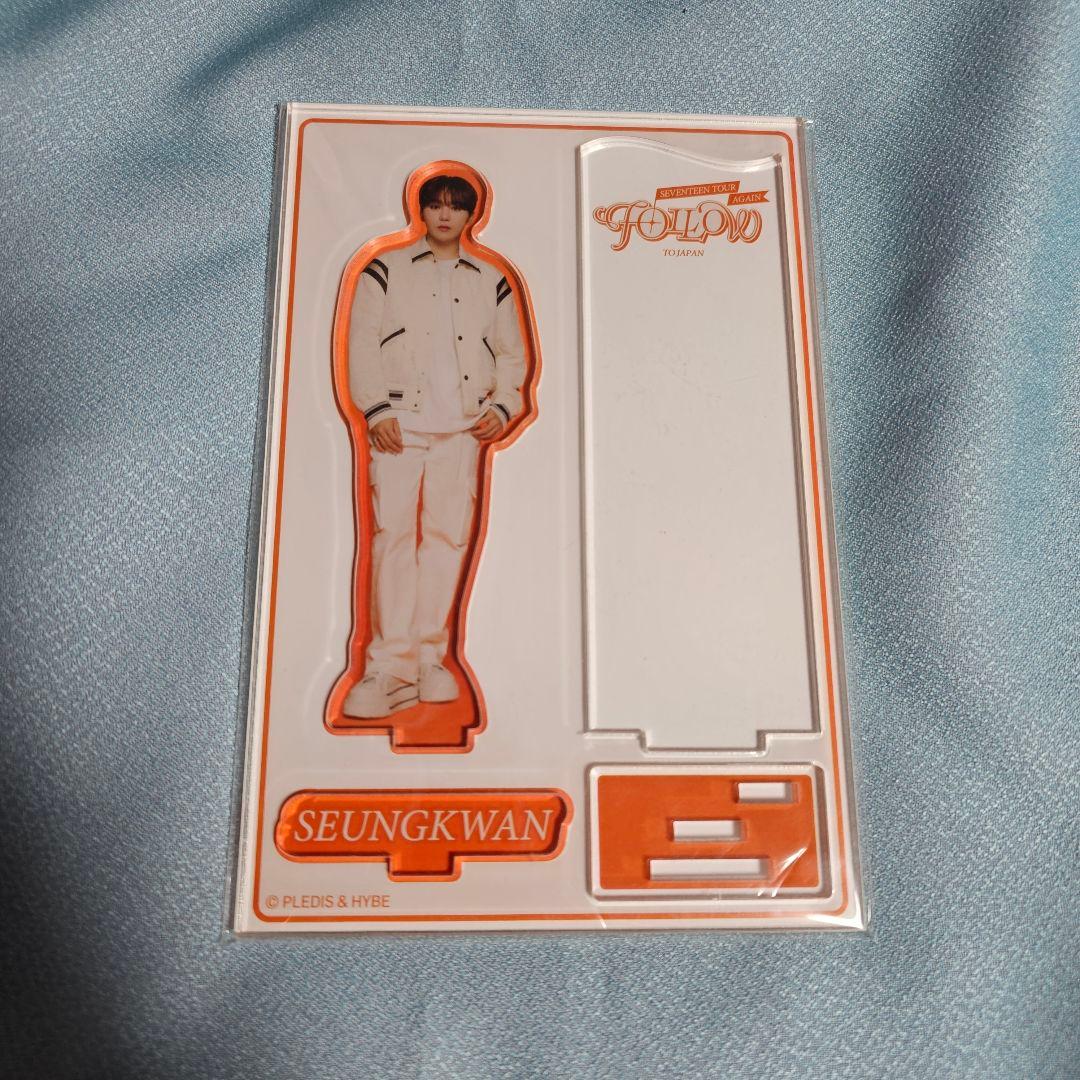 SEVENTEEN TOUR
AGAIN
FOLLOW
TO JAPAN
SEUNGKWAN
© PLEDIS & HYBE